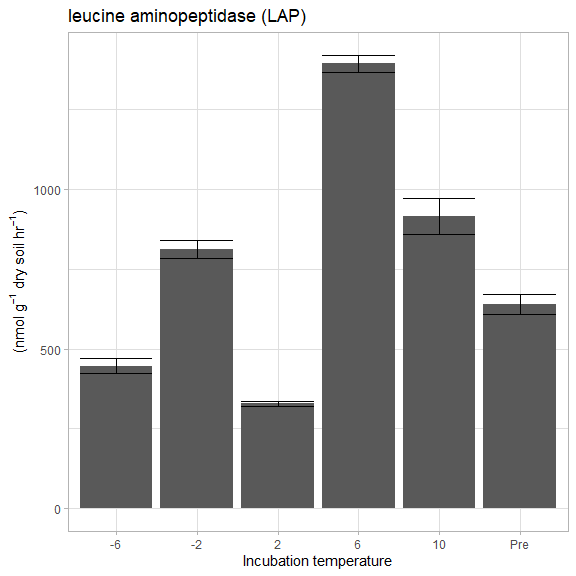 leucine aminopeptidase (LAP)
(nmol g⁻¹ dry soil hr⁻¹)
1000
500
0
-6 -2 2 6 10 Pre
Incubation temperature